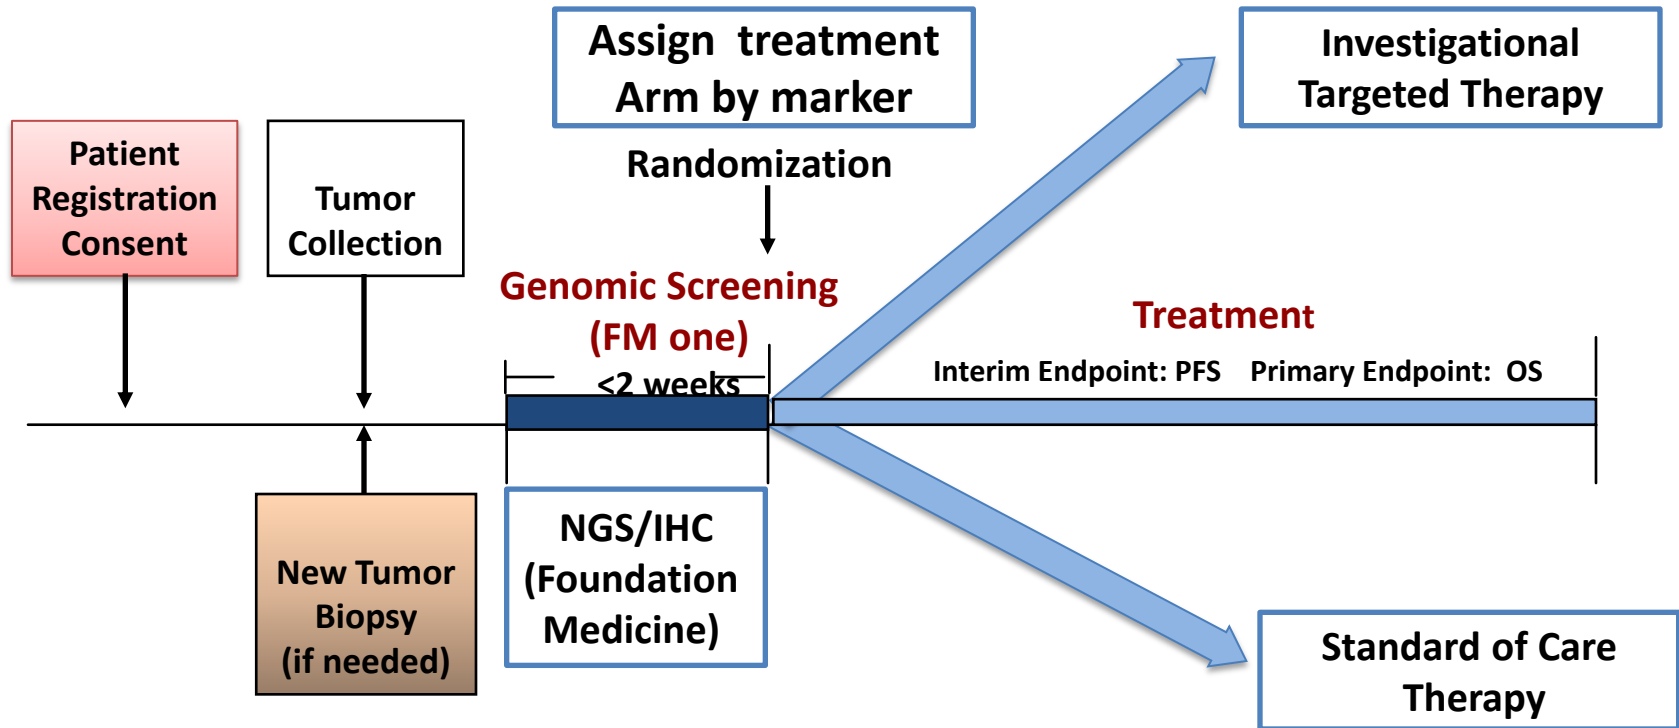 Assign treatment
Arm by marker
Investigational
Targeted Therapy
Patient
Registration
Consent
Tumor
Collection
Randomization
Genomic Screening
(FM one)
<2 weeks
Treatment
Interim Endpoint: PFS Primary Endpoint: OS
New Tumor
Biopsy
(if needed)
NGS/IHC
(Foundation
Medicine)
Standard of Care
Therapy